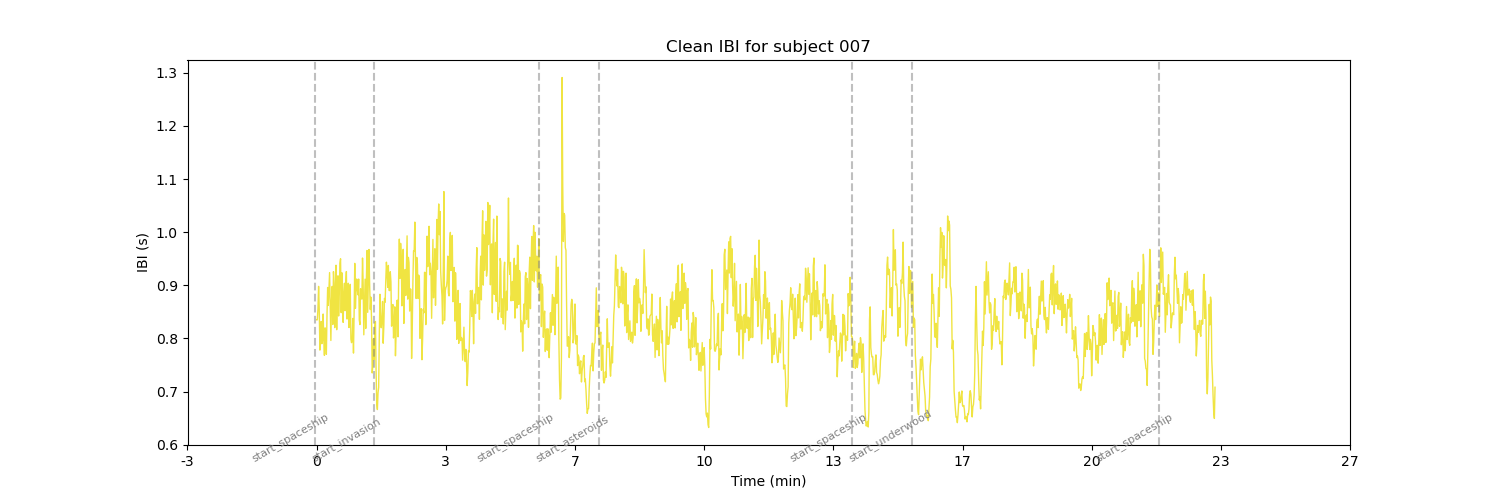 Clean IBI for subject 007
1.3
1.2
1.1
1.0
0.9
0.8
0.7
0.6
IBI (s)
start_spaceship
start_invasion
start_spaceship
start_asteroids
start_spaceship
start_underwood
start_spaceship
-3 0 3 7 10 13 17 20 23 27
Time (min)